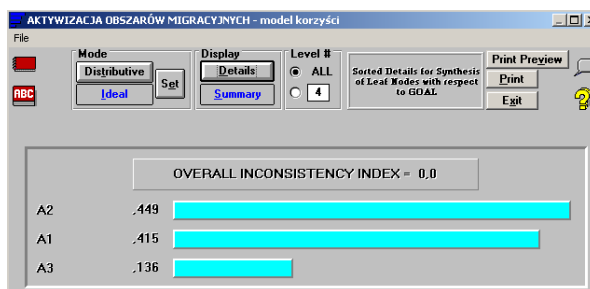 AKTYWIZACJA OBSZARÓW MIGRACYJNYCH - model korzyści
File
Mode
Distributive
Ideal
Set
Display
Details
Summary
Level #
ALL
4
Sorted Details for Synthesis
of Leaf Nodes with respect
to GOAL
Print Preview
Print
Exit
ABC
OVERALL INCONSISTENCY INDEX = 0,0
A2 ,449
A1 ,415
A3 ,136